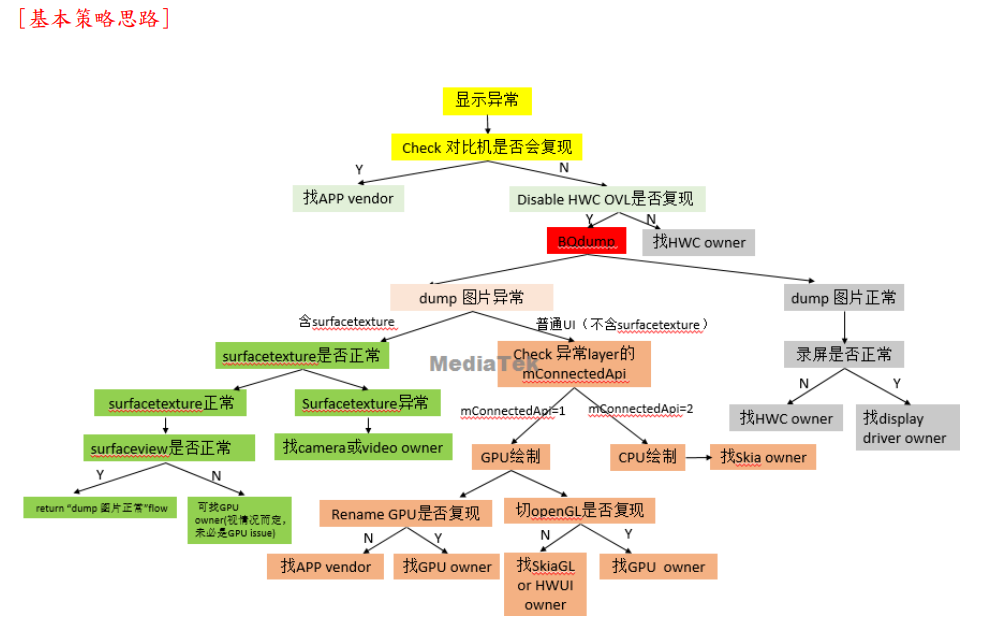 [基本策略思路]
显示异常
Check 对比机是否会复现
Y
N
找APP vendor
Disable HWC OVL是否复现
Y
N
BQdump
找HWC owner
dump 图片异常
dump 图片正常
含surfacetexture
普通UI（不含surfacetexture）
surfacetexture是否正常
MediaTek
Check 异常layer的
mConnectedApi
录屏是否正常
N
Y
surfacetexture正常
Surfacetexture异常
mConnectedApi=1
mConnectedApi=2
找HWC owner
找display
driver owner
surfaceview是否正常
找camera或video owner
GPU绘制
CPU绘制
找Skia owner
Y
N
return “dump 图片正常”flow
可找GPU
owner(视情况而定，
未必是GPU issue)
Rename GPU是否复现
切openGL是否复现
N
Y
N
Y
找APP vendor
找GPU owner
找SkiaGL
or HWUI
owner
找GPU owner